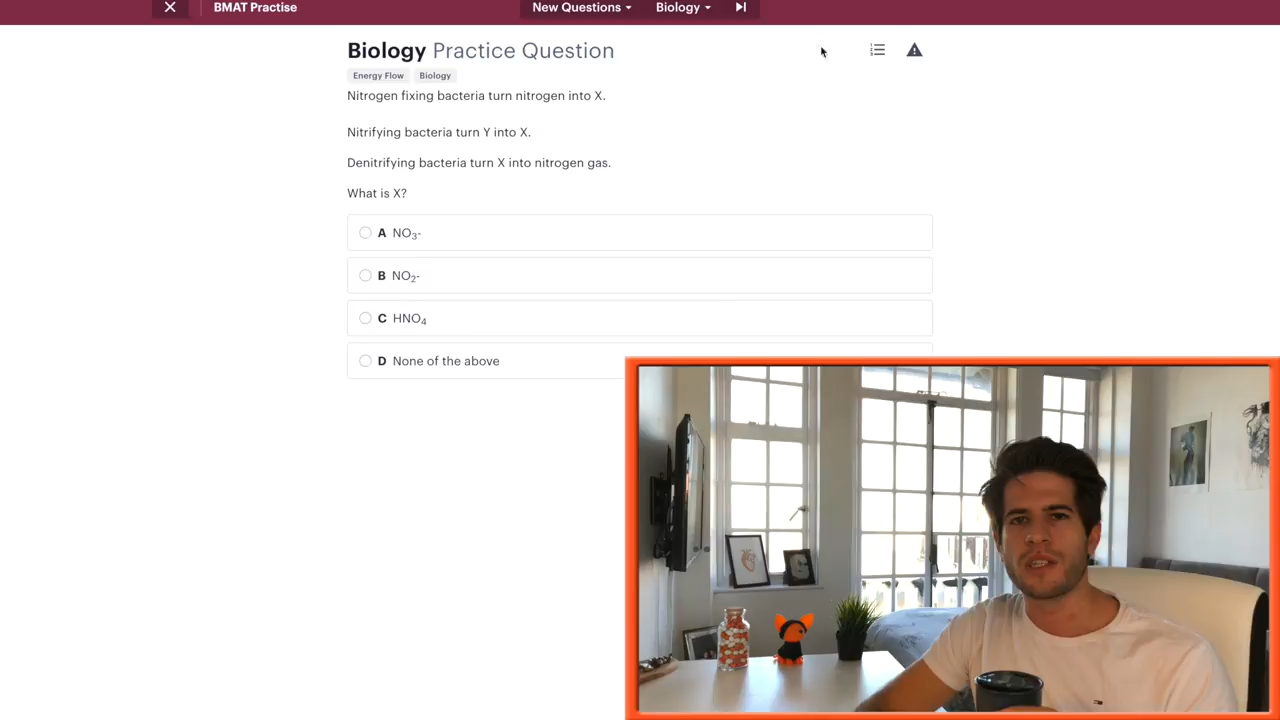 BMAT Practise
New Questions
Biology
Biology Practice Question
Energy Flow
Biology
Nitrogen fixing bacteria turn nitrogen into X.
Nitrifying bacteria turn Y into X.
Denitrifying bacteria turn X into nitrogen gas.
What is X?
A NO₃-
B NO₂-
C HNO₄
D None of the above